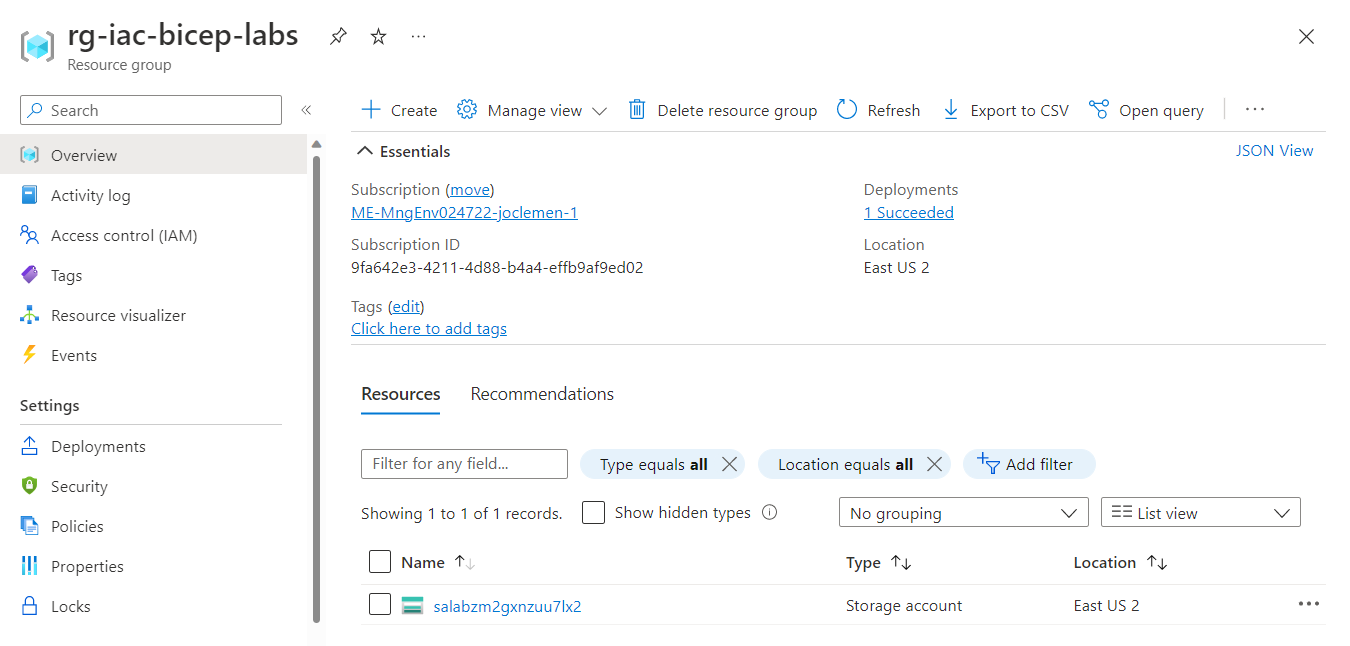 rg-iac-bicep-labs
Resource group
Search
Overview
Activity log
Access control (IAM)
Tags
Resource visualizer
Events
Settings
Deployments
Security
Policies
Properties
Locks
Create
Manage view
Delete resource group
Refresh
Export to CSV
Open query
Essentials
JSON View
Subscription (move)
ME-MngEnv024722-joclemen-1
Subscription ID
9fa642e3-4211-4d88-b4a4-effb9af9ed02
Deployments
1 Succeeded
Location
East US 2
Tags (edit)
Click here to add tags
Resources Recommendations
Filter for any field...
Type equals all
Location equals all
Add filter
Showing 1 to 1 of 1 records.
Show hidden types
No grouping
List view
Name Type Location
salabzm2gxnzuu7lx2 Storage account East US 2